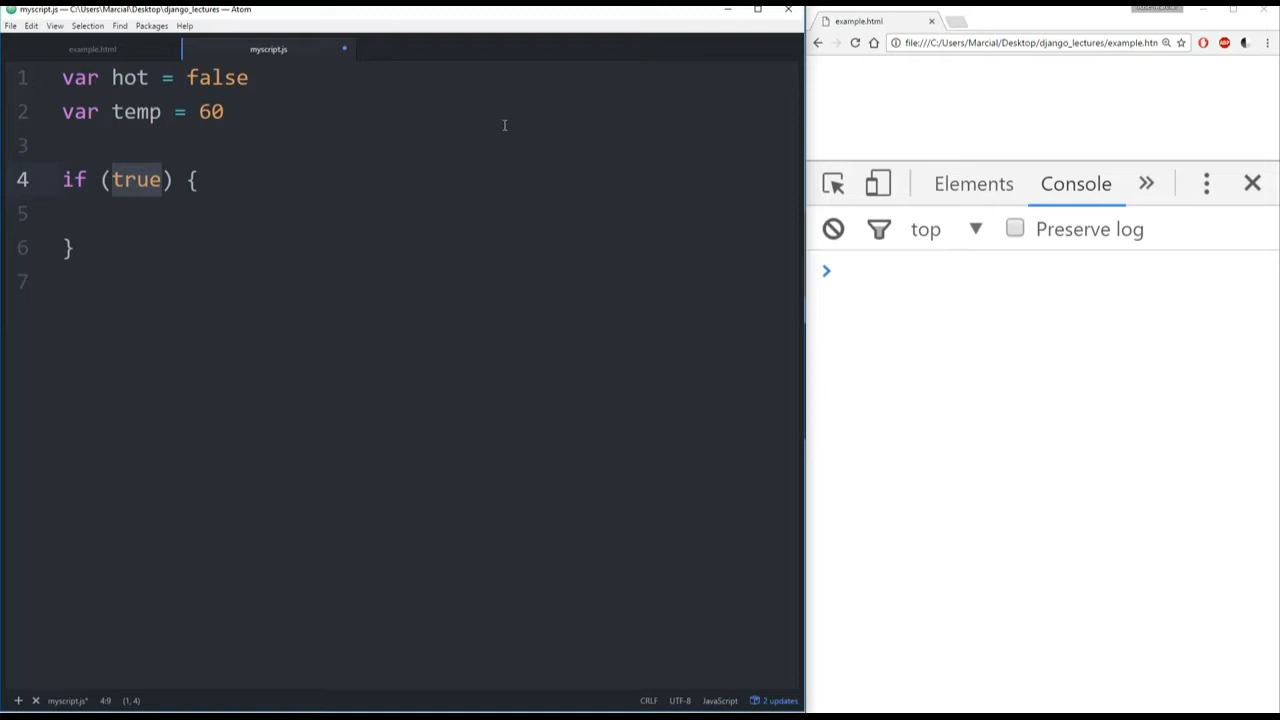 myscript.js — C:\Users\Marcial\Desktop\django_lectures — Atom
File Edit View Selection Find Packages Help
example.html myscript.js
1 var hot = false
2 var temp = 60
3
4 if (true) {
5
6 }
7
myscript.js* 4:9 (1, 4) CRLF UTF-8 JavaScript 2 updates
example.html
file:///C:/Users/Marcial/Desktop/django_lectures/example.htn
Elements Console
top Preserve log